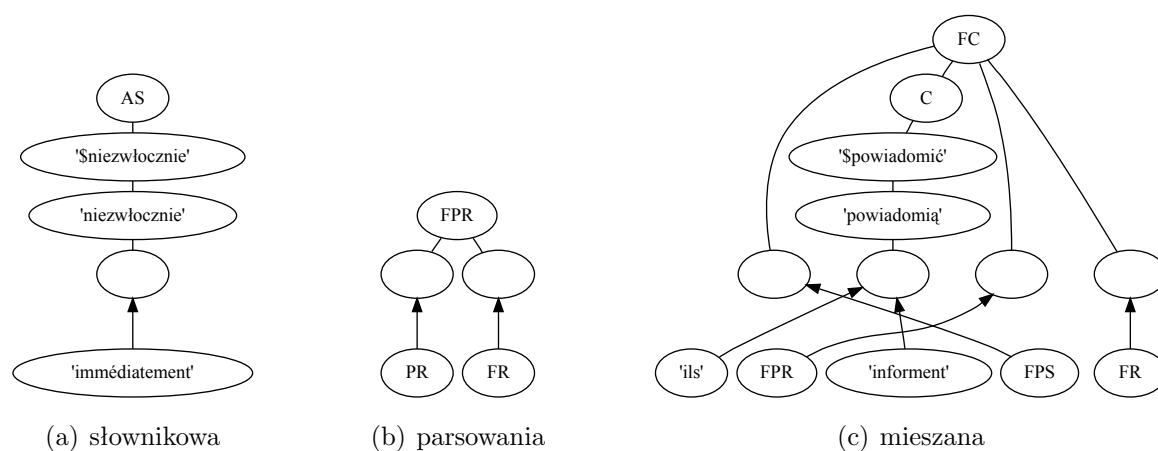 FC
AS
C
'$niezwłocznie'
'$powiadomić'
'niezwłocznie'
FPR
'powiadomią'
'immédiatement'
PR
FR
'ils'
FPR
'informent'
FPS
FR
(a) słownikowa
(b) parsowania
(c) mieszana